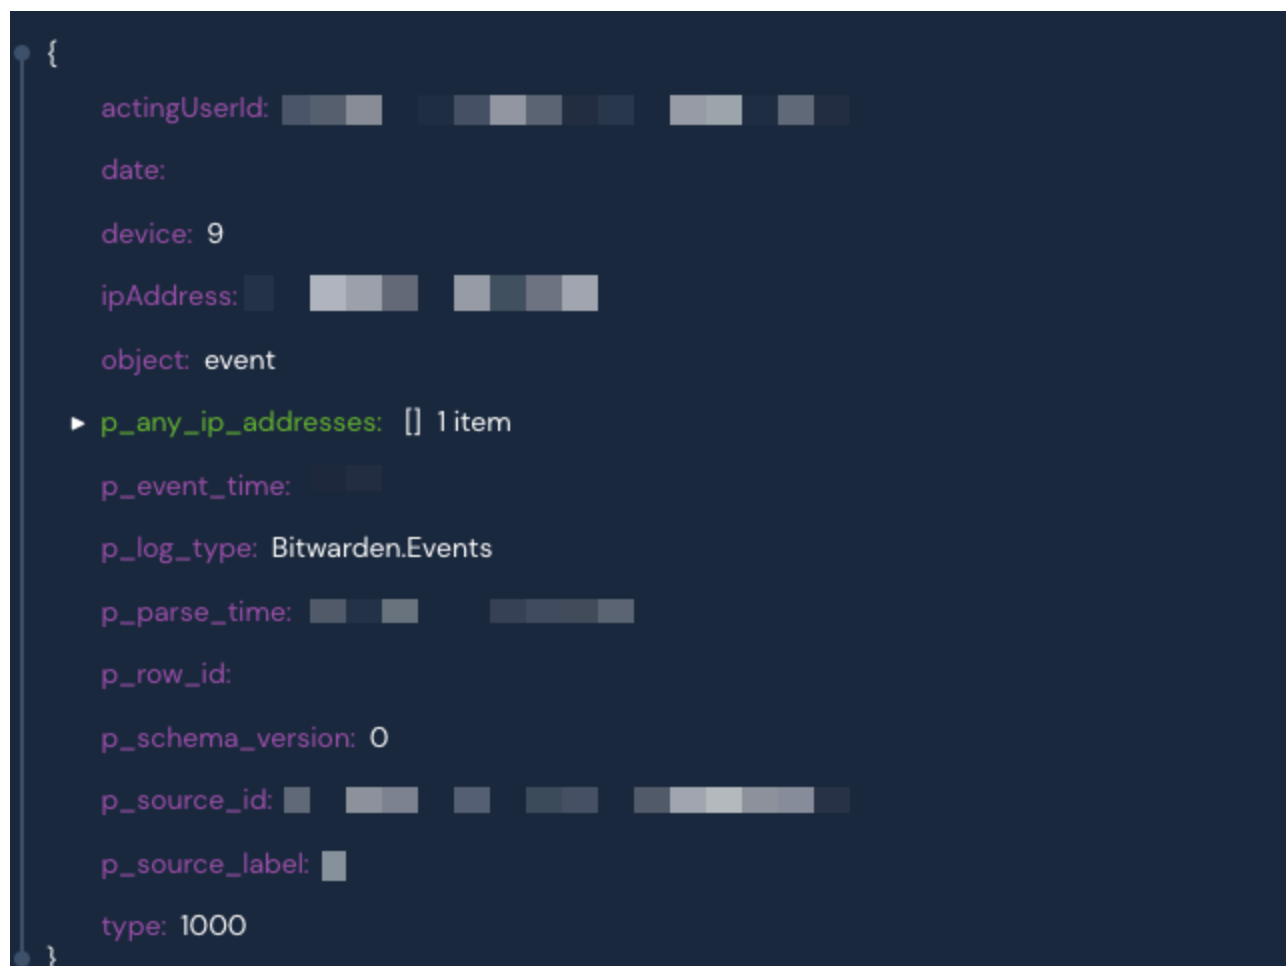 {
actingUserId:
date:
device: 9
ipAddress:
object: event
p_any_ip_addresses: [] 1 item
p_event_time:
p_log_type: Bitwarden.Events
p_parse_time:
p_row_id:
p_schema_version: 0
p_source_id:
p_source_label:
type: 1000
}